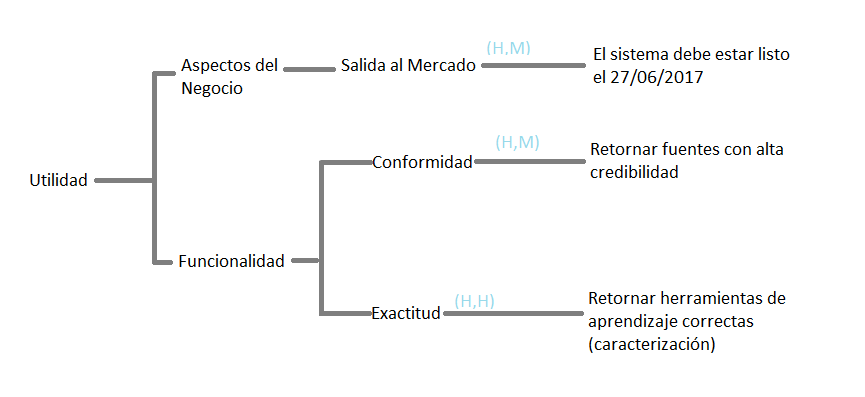 Utilidad
Aspectos del
Negocio
Salida al Mercado
(H,M)
El sistema debe estar listo
el 27/06/2017
Funcionalidad
Conformidad
(H,M)
Retornar fuentes con alta
credibilidad
Exactitud
(H,H)
Retornar herramientas de
aprendizaje correctas
(caracterización)